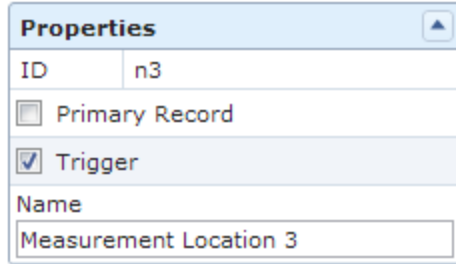 Properties
ID n3
Primary Record
Trigger
Name
Measurement Location 3